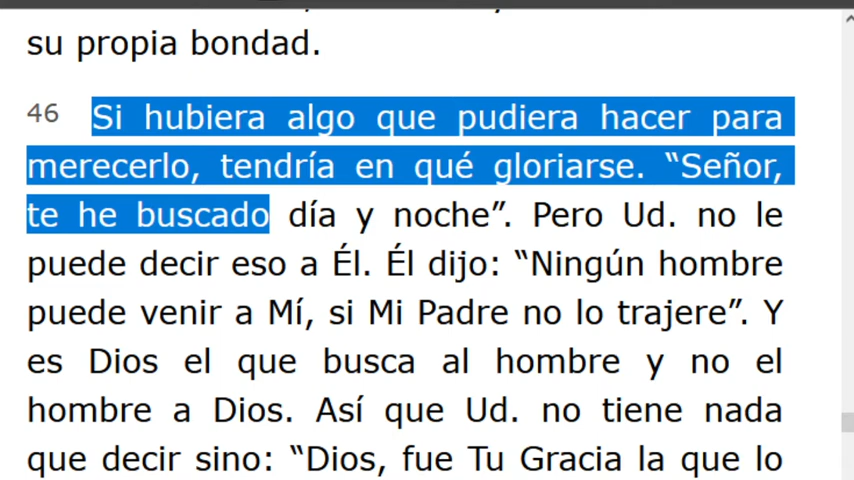 su propia bondad.
46 Si hubiera algo que pudiera hacer para
merecerlo, tendría en qué gloriarse. “Señor,
te he buscado día y noche”. Pero Ud. no le
puede decir eso a Él. Él dijo: “Ningún hombre
puede venir a Mí, si Mi Padre no lo trajere”. Y
es Dios el que busca al hombre y no el
hombre a Dios. Así que Ud. no tiene nada
que decir sino: “Dios, fue Tu Gracia la que lo